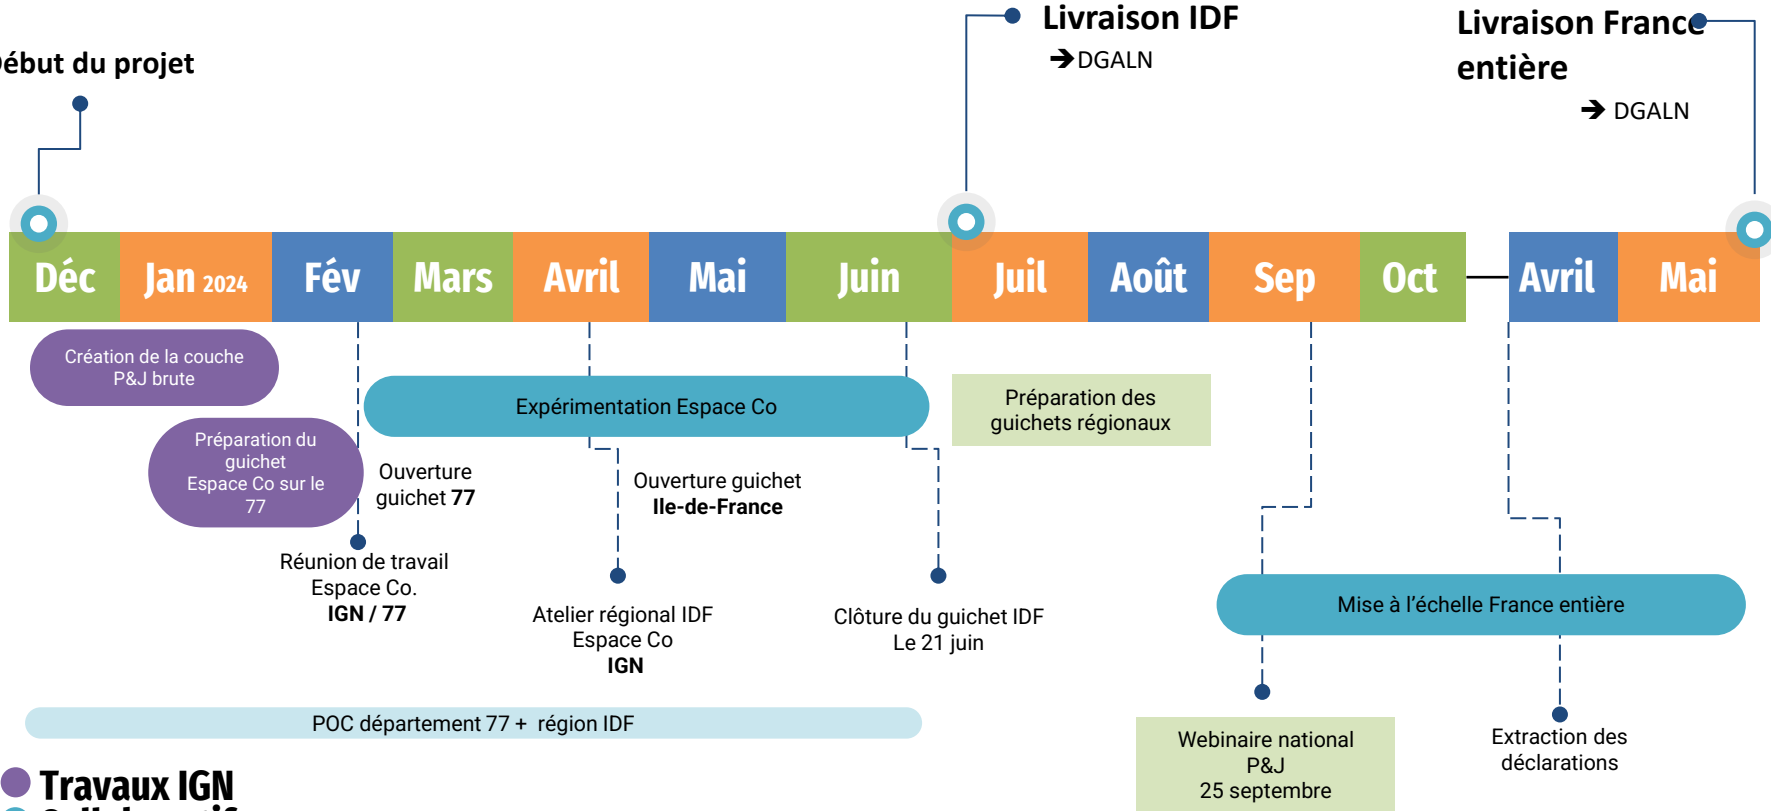 Début du projet
Livraison IDF
➔DGALN
Livraison France
entière
➔ DGALN
Déc
Jan 2024
Fév
Mars
Avril
Mai
Juin
Juil
Août
Sep
Oct
Avril
Mai
Création de la couche
P&J brute
Expérimentation Espace Co
Préparation des
guichets régionaux
Préparation du
guichet
Espace Co sur le
77
Ouverture
guichet 77
Ouverture guichet
Ile-de-France
Réunion de travail
Espace Co.
IGN / 77
Atelier régional IDF
Espace Co
IGN
Clôture du guichet IDF
Le 21 juin
Mise à l'échelle France entière
POC département 77 + région IDF
Webinaire national
P&J
25 septembre
Extraction des
déclarations
Travaux IGN
Collaboratif